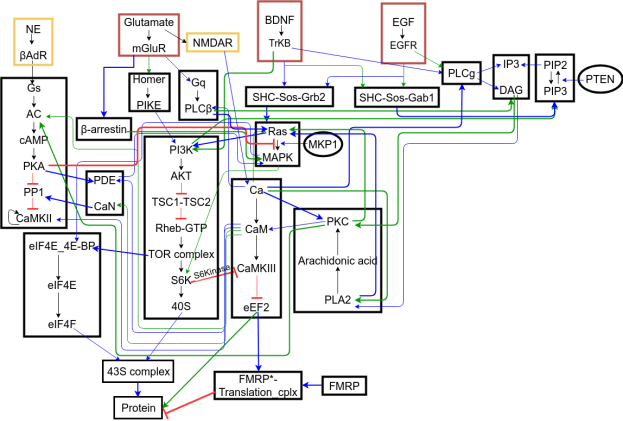 NE
βAdR
Glutamate
mGluR
NMDAR
BDNF
TrKB
EGF
EGFR
Gs
AC
cAMP
PKA
PP1
CaMKII
Homer
PIKE
Gq
PLCβ
SHC-Sos-Grb2
SHC-Sos-Gab1
PLCg
IP3
DAG
PIP2
PIP3
PTEN
β-arrestin
Ras
MAPK
MKP1
PDE
CaN
PI3K
AKT
TSC1-TSC2
Rheb-GTP
TOR complex
S6K
40S
S6Kinase
Ca
CaM
CaMKIII
eEF2
PKC
Arachidonic acid
PLA2
eIF4E_4E-BP
eIF4E
eIF4F
43S complex
Protein
FMRP*-
Translation_cplx
FMRP